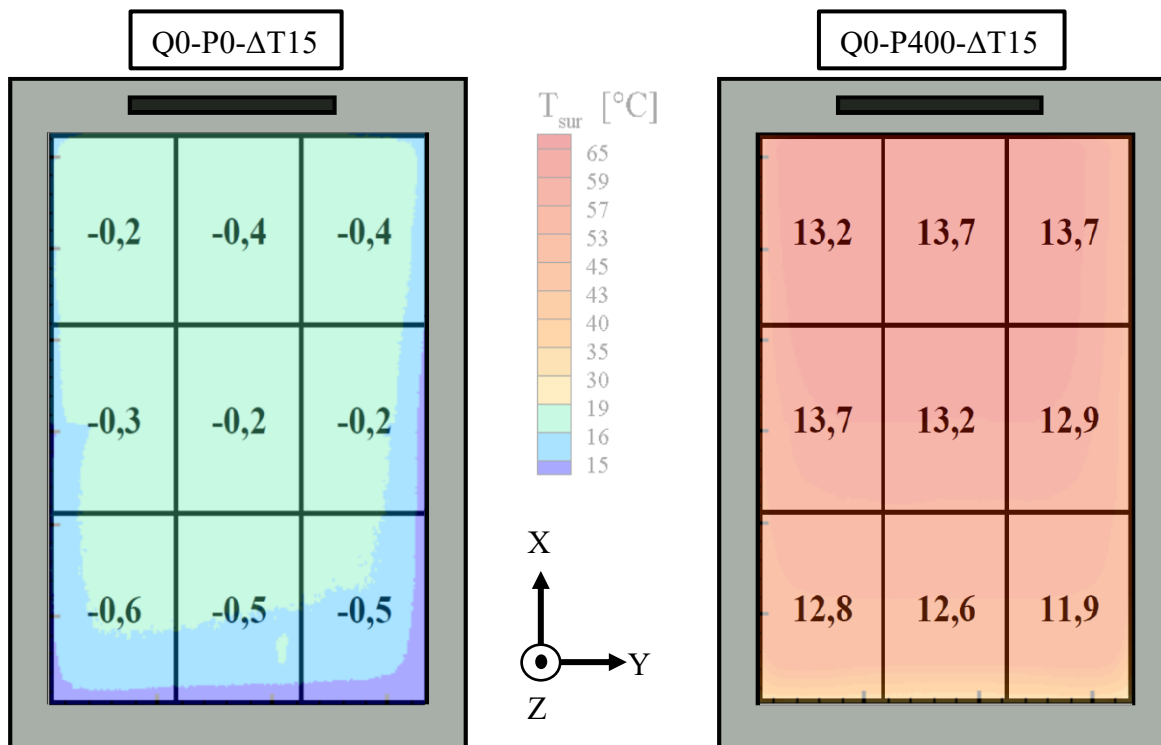 Q0-P0-ΔT15
Q0-P400-ΔT15
-0,2 -0,4 -0,4
-0,3 -0,2 -0,2
-0,6 -0,5 -0,5
T_sur [°C]
65
59
57
53
45
43
40
35
30
19
16
15
X
Y
Z
13,2 13,7 13,7
13,7 13,2 12,9
12,8 12,6 11,9